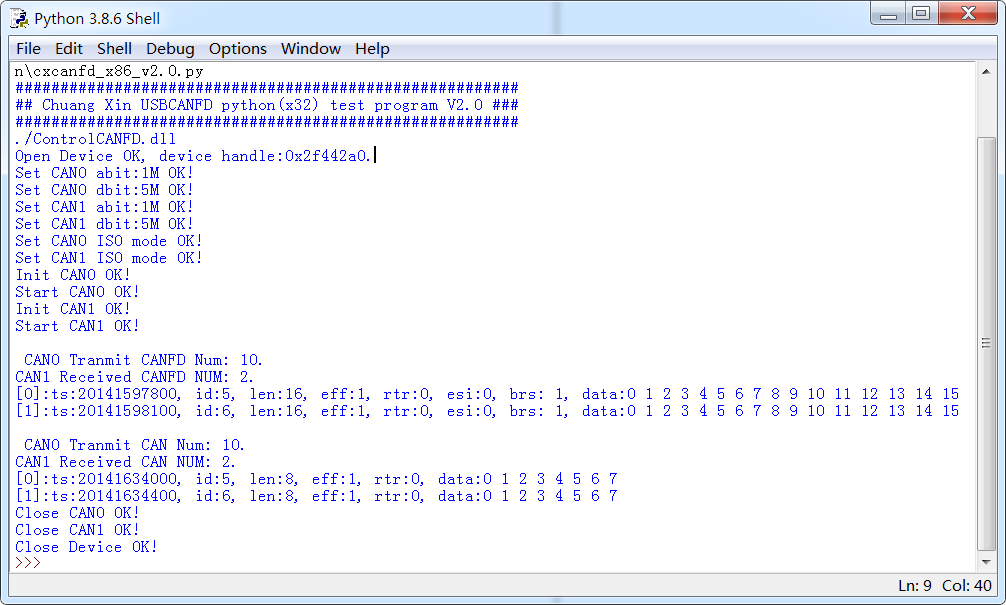 Python 3.8.6 Shell
File Edit Shell Debug Options Window Help
n\cxcanfd_x86_v2.0.py
########################################################
## Chuang Xin USBCANFD python(x32) test program V2.0 ###
########################################################
./ControlCANFD.dll
Open Device OK, device handle:0x2f442a0.
Set CAN0 abit:1M OK!
Set CAN0 dbit:5M OK!
Set CAN1 abit:1M OK!
Set CAN1 dbit:5M OK!
Set CAN0 ISO mode OK!
Set CAN1 ISO mode OK!
Init CAN0 OK!
Start CAN0 OK!
Init CAN1 OK!
Start CAN1 OK!
CAN0 Tranmit CANFD Num: 10.
CAN1 Received CANFD NUM: 2.
[0]:ts:20141597800, id:5, len:16, eff:1, rtr:0, esi:0, brs: 1, data:0 1 2 3 4 5 6 7 8 9 10 11 12 13 14 15
[1]:ts:20141598100, id:6, len:16, eff:1, rtr:0, esi:0, brs: 1, data:0 1 2 3 4 5 6 7 8 9 10 11 12 13 14 15
CAN0 Tranmit CAN Num: 10.
CAN1 Received CAN NUM: 2.
[0]:ts:20141634000, id:5, len:8, eff:1, rtr:0, data:0 1 2 3 4 5 6 7
[1]:ts:20141634400, id:6, len:8, eff:1, rtr:0, data:0 1 2 3 4 5 6 7
Close CAN0 OK!
Close CAN1 OK!
Close Device OK!
>>>
Ln: 9 Col: 40